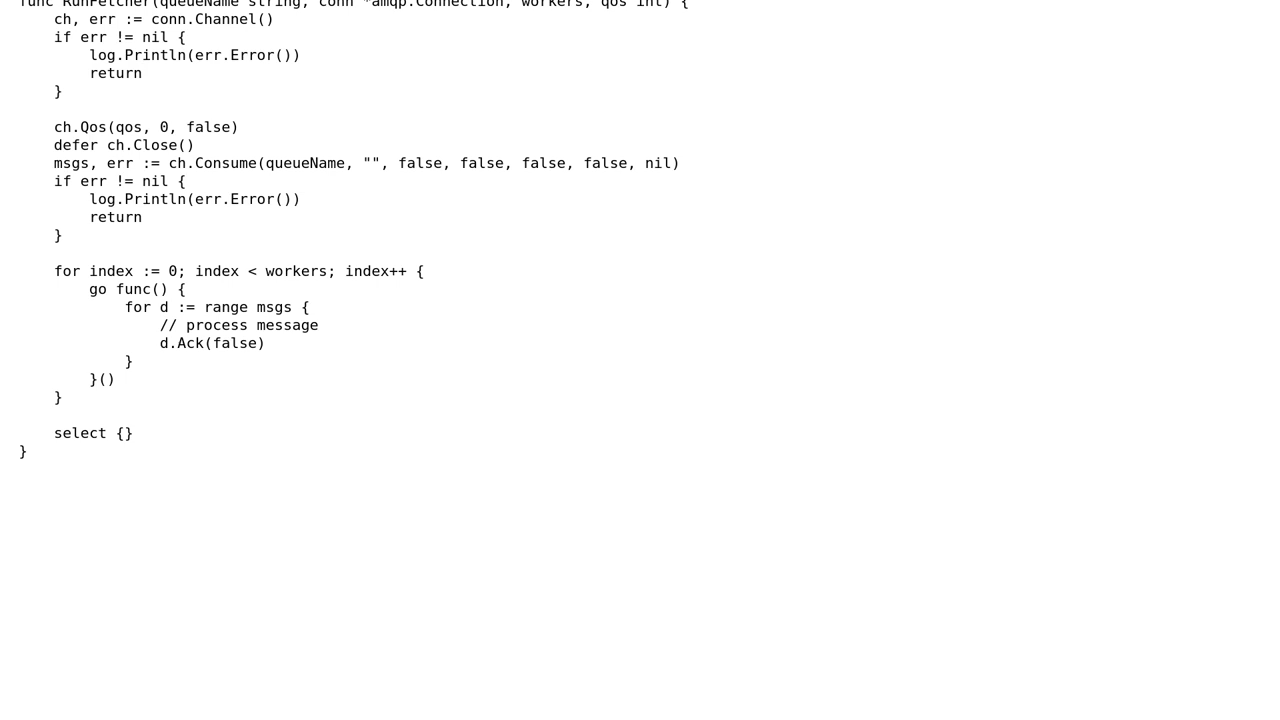 func RunFetcher(queueName string, conn *amqp.Connection, workers, qos int) {
    ch, err := conn.Channel()
    if err != nil {
        log.Println(err.Error())
        return
    }

    ch.Qos(qos, 0, false)
    defer ch.Close()
    msgs, err := ch.Consume(queueName, "", false, false, false, false, nil)
    if err != nil {
        log.Println(err.Error())
        return
    }

    for index := 0; index < workers; index++ {
        go func() {
            for d := range msgs {
                // process message
                d.Ack(false)
            }
        }()
    }

    select {}
}